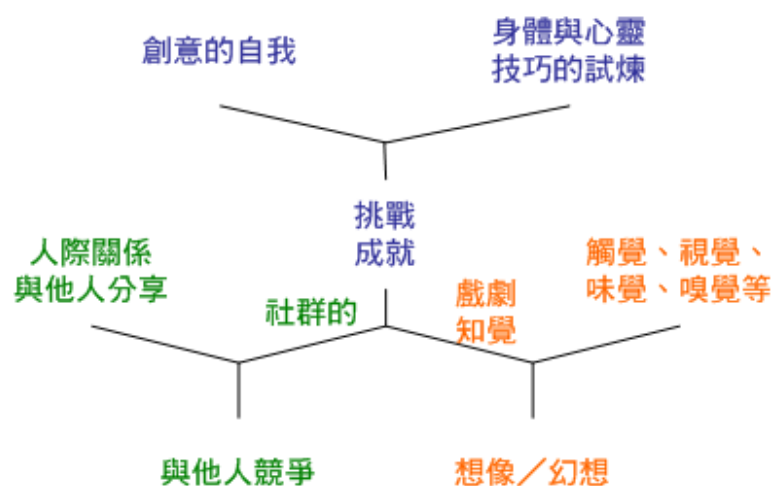 創意的自我
身體與心靈
技巧的試煉
挑戰
成就
人際關係
與他人分享
社群的
戲劇
知覺
觸覺、視覺、
味覺、嗅覺等
與他人競爭
想像／幻想